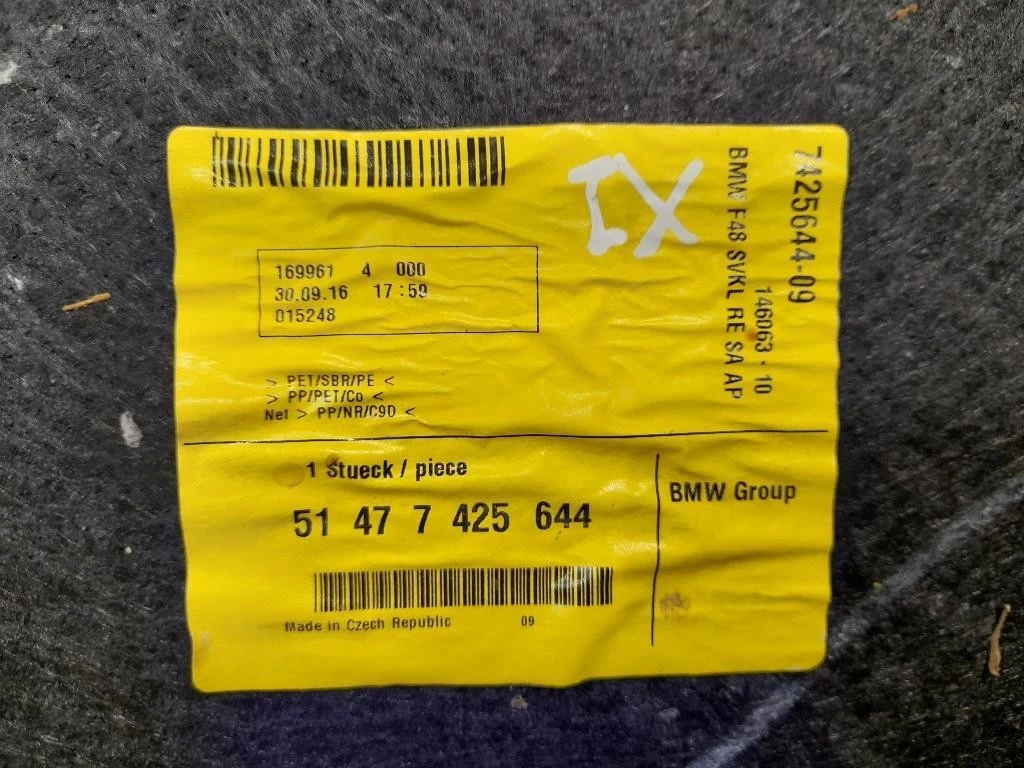 169961 4 000
30.09.16 17:59
015248
> PET/SBR/PE <
> PP/PET/Co <
Net > PP/NR/C9D <
X1
7425644-09
146063 - 10
BMW F48 SVKL RE SA AP
1 Stueck / piece
51 47 7 425 644
Made in Czech Republic 09
BMW Group